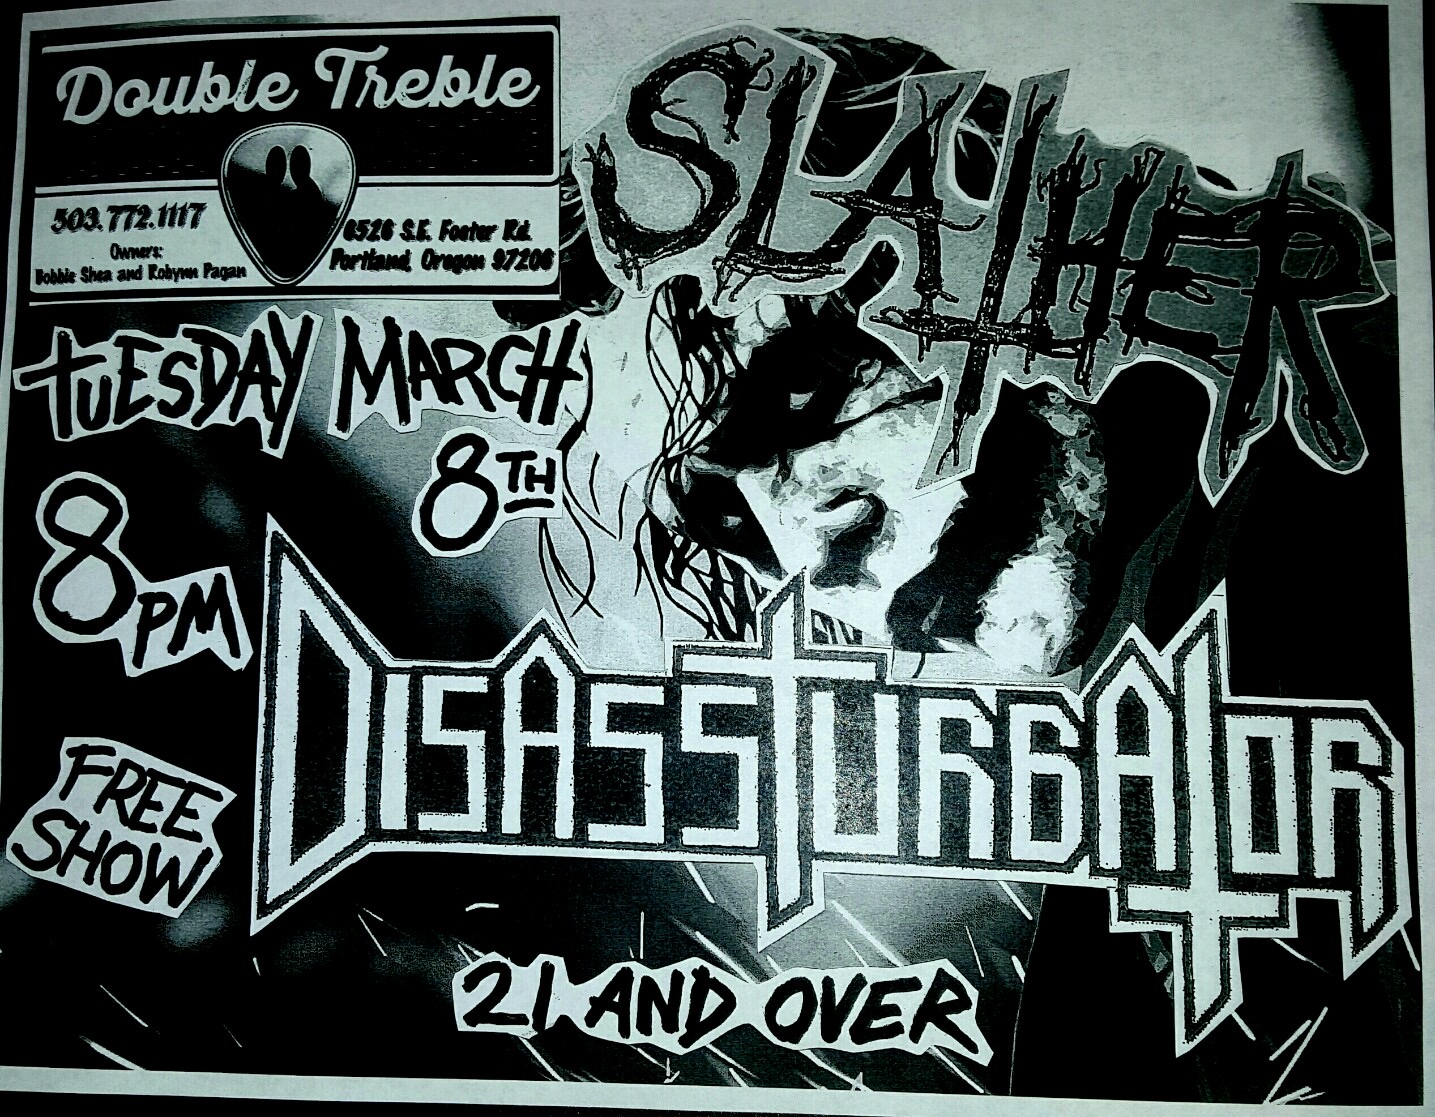 Double Treble
503.772.1117
Owners:
Bobbie Shea and Robynn Pagan
6526 S.E. Foster Rd.
Portland, Oregon 97206
SLAYHER
TUESDAY MARCH
8TH
8PM
DISASSTURBATOR
FREE
SHOW
21 AND OVER